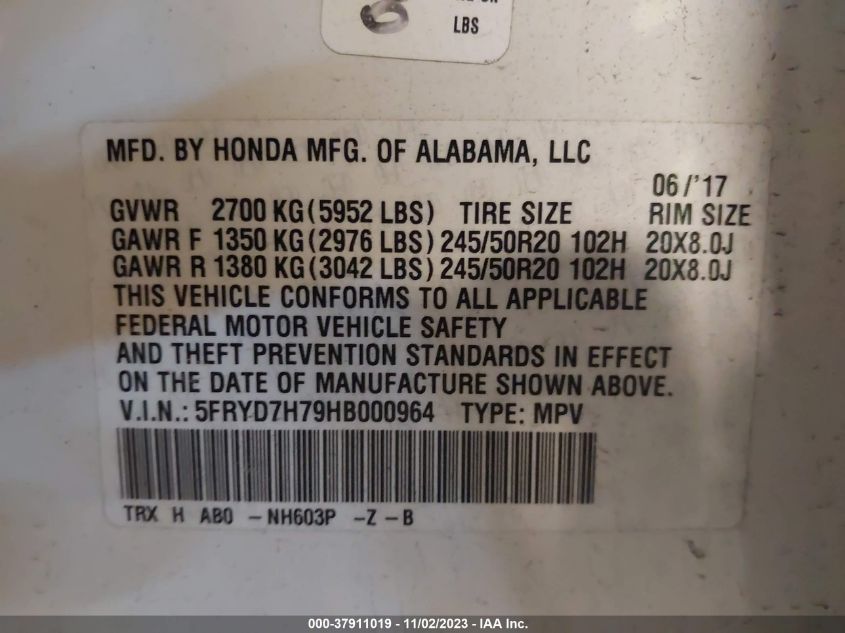 LBS
MFD. BY HONDA MFG. OF ALABAMA, LLC
06/'17
GVWR 2700 KG(5952 LBS) TIRE SIZE RIM SIZE
GAWR F 1350 KG(2976 LBS) 245/50R20 102H 20X8.0J
GAWR R 1380 KG(3042 LBS) 245/50R20 102H 20X8.0J
THIS VEHICLE CONFORMS TO ALL APPLICABLE
FEDERAL MOTOR VEHICLE SAFETY
AND THEFT PREVENTION STANDARDS IN EFFECT
ON THE DATE OF MANUFACTURE SHOWN ABOVE.
V.I.N.: 5FRYD7H79HB000964 TYPE: MPV
TRX H AB0 -NH603P -Z-B
000-37911019 - 11/02/2023 - IAA Inc.